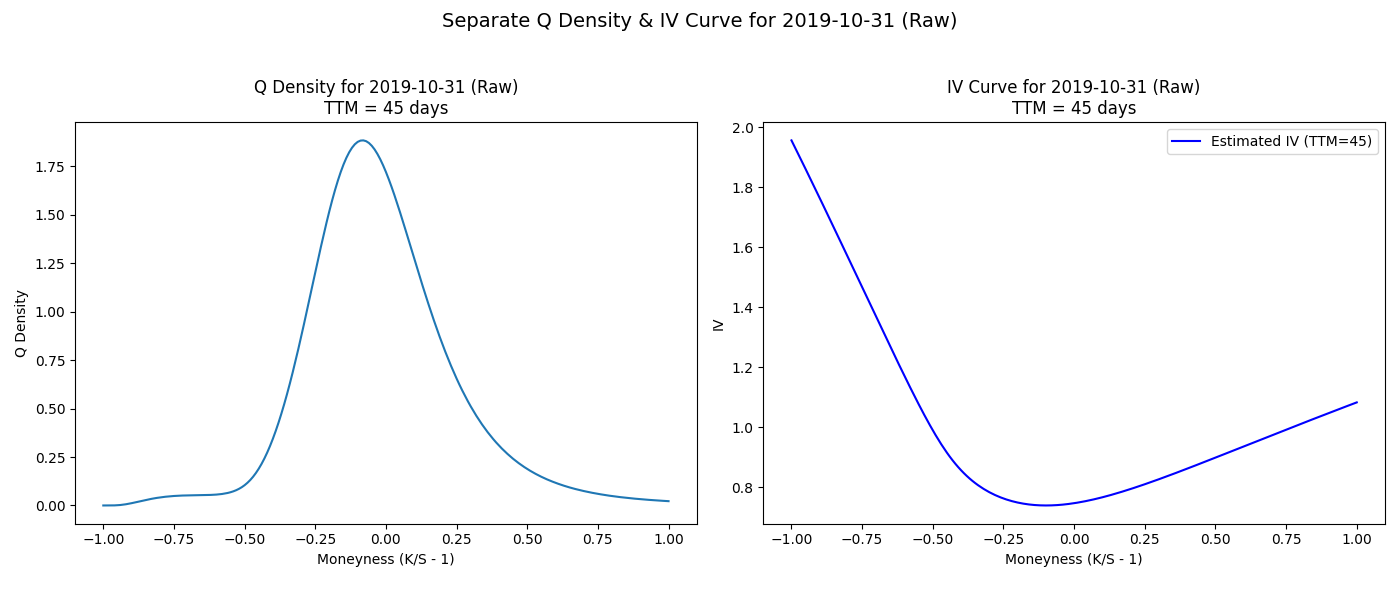 Separate Q Density & IV Curve for 2019-10-31 (Raw)
Q Density for 2019-10-31 (Raw)
TTM = 45 days
Q Density
1.75
1.50
1.25
1.00
0.75
0.50
0.25
0.00
−1.00 −0.75 −0.50 −0.25 0.00 0.25 0.50 0.75 1.00
Moneyness (K/S - 1)
IV Curve for 2019-10-31 (Raw)
TTM = 45 days
Estimated IV (TTM=45)
IV
2.0
1.8
1.6
1.4
1.2
1.0
0.8
−1.00 −0.75 −0.50 −0.25 0.00 0.25 0.50 0.75 1.00
Moneyness (K/S - 1)